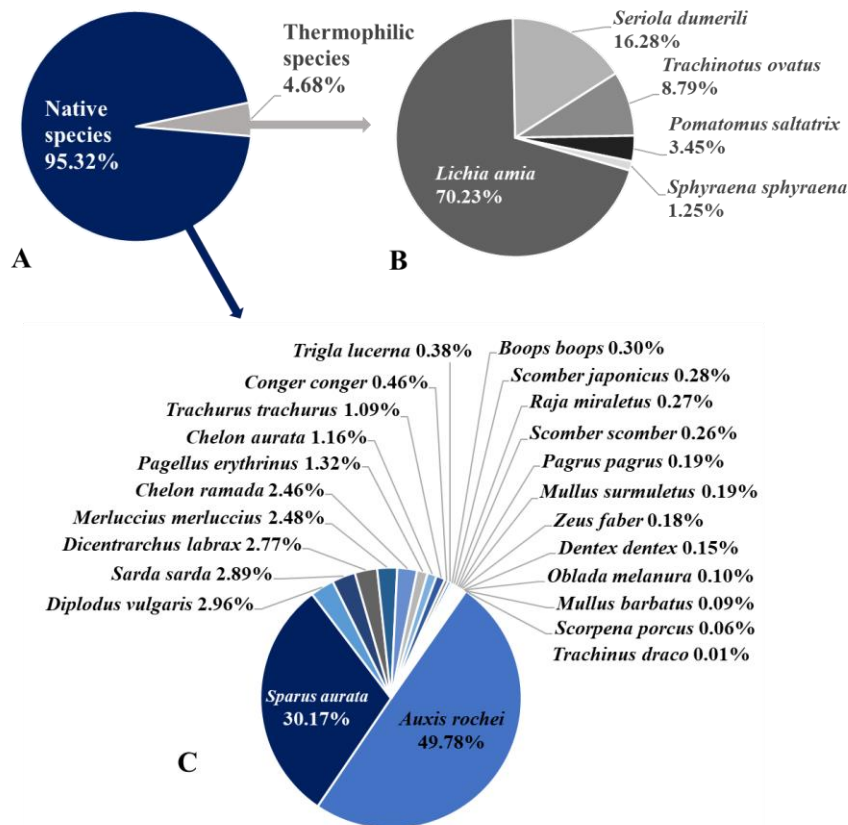 Native
species
95.32%
Thermophilic
species
4.68%
A
Seriola dumerili
16.28%
Trachinotus ovatus
8.79%
Pomatomus saltatrix
3.45%
Sphyraena sphyraena
1.25%
Lichia amia
70.23%
B
Trigla lucerna 0.38%
Conger conger 0.46%
Trachurus trachurus 1.09%
Chelon aurata 1.16%
Pagellus erythrinus 1.32%
Chelon ramada 2.46%
Merluccius merluccius 2.48%
Dicentrarchus labrax 2.77%
Sarda sarda 2.89%
Diplodus vulgaris 2.96%
Boops boops 0.30%
Scomber japonicus 0.28%
Raja miraletus 0.27%
Scomber scomber 0.26%
Pagrus pagrus 0.19%
Mullus surmuletus 0.19%
Zeus faber 0.18%
Dentex dentex 0.15%
Oblada melanura 0.10%
Mullus barbatus 0.09%
Scorpena porcus 0.06%
Trachinus draco 0.01%
Sparus aurata
30.17%
Auxis rochei
49.78%
C